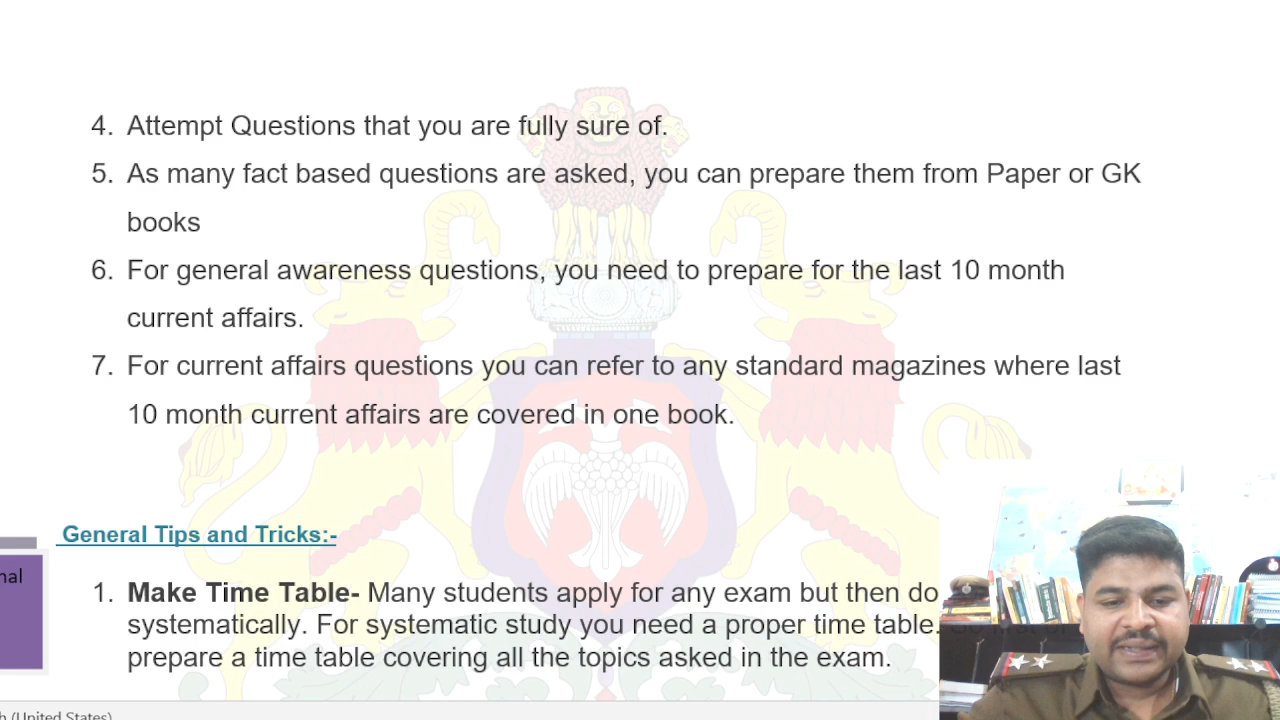 4. Attempt Questions that you are fully sure of.
5. As many fact based questions are asked, you can prepare them from Paper or GK
books
6. For general awareness questions, you need to prepare for the last 10 month
current affairs.
7. For current affairs questions you can refer to any standard magazines where last
10 month current affairs are covered in one book.
General Tips and Tricks:-
nal
1. Make Time Table- Many students apply for any exam but then do
systematically. For systematic study you need a proper time table.
prepare a time table covering all the topics asked in the exam.
h (United States)